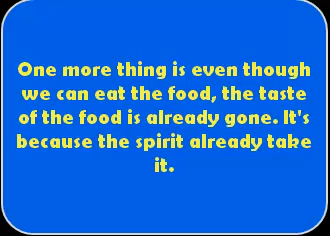 One more thing is even though
we can eat the food, the taste
of the food is already gone. It's
because the spirit already take
it.